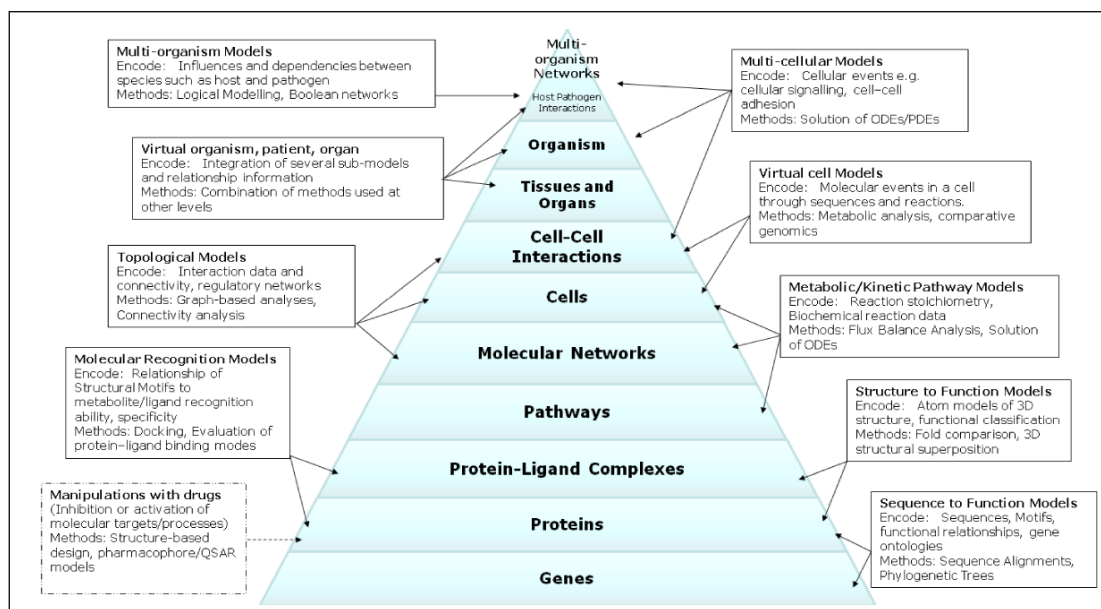 Multi-organism Models
Encode: Influences and dependencies between
species such as host and pathogen
Methods: Logical Modelling, Boolean networks
Virtual organism, patient, organ
Encode: Integration of several sub-models
and relationship information
Methods: Combination of methods used at
other levels
Topological Models
Encode: Interaction data and
connectivity, regulatory networks
Methods: Graph-based analyses,
Connectivity analysis
Molecular Recognition Models
Encode: Relationship of
Structural Motifs to
metabolite/ligand recognition
ability, specificity
Methods: Docking, Evaluation of
protein-ligand binding modes
Manipulations with drugs
(Inhibition or activation of
molecular targets/processes)
Methods: Structure-based
design, pharmacophore/QSAR
models
Multi-
organism
Networks
Host Pathogen
Interactions
Organism
Tissues and
Organs
Cell-Cell
Interactions
Cells
Molecular Networks
Pathways
Protein-Ligand Complexes
Proteins
Genes
Multi-cellular Models
Encode: Cellular events e.g.
cellular signalling, cell-cell
adhesion
Methods: Solution of ODEs/PDEs
Virtual cell Models
Encode: Molecular events in a cell
through sequences and reactions.
Methods: Metabolic analysis, comparative
genomics
Metabolic/Kinetic Pathway Models
Encode: Reaction stoichiometry,
Biochemical reaction data
Methods: Flux Balance Analysis, Solution
of ODEs
Structure to Function Models
Encode: Atom models of 3D
structure, functional classification
Methods: Fold comparison, 3D
structural superposition
Sequence to Function Models
Encode: Sequences, Motifs,
functional relationships, gene
ontologies
Methods: Sequence Alignments,
Phylogenetic Trees